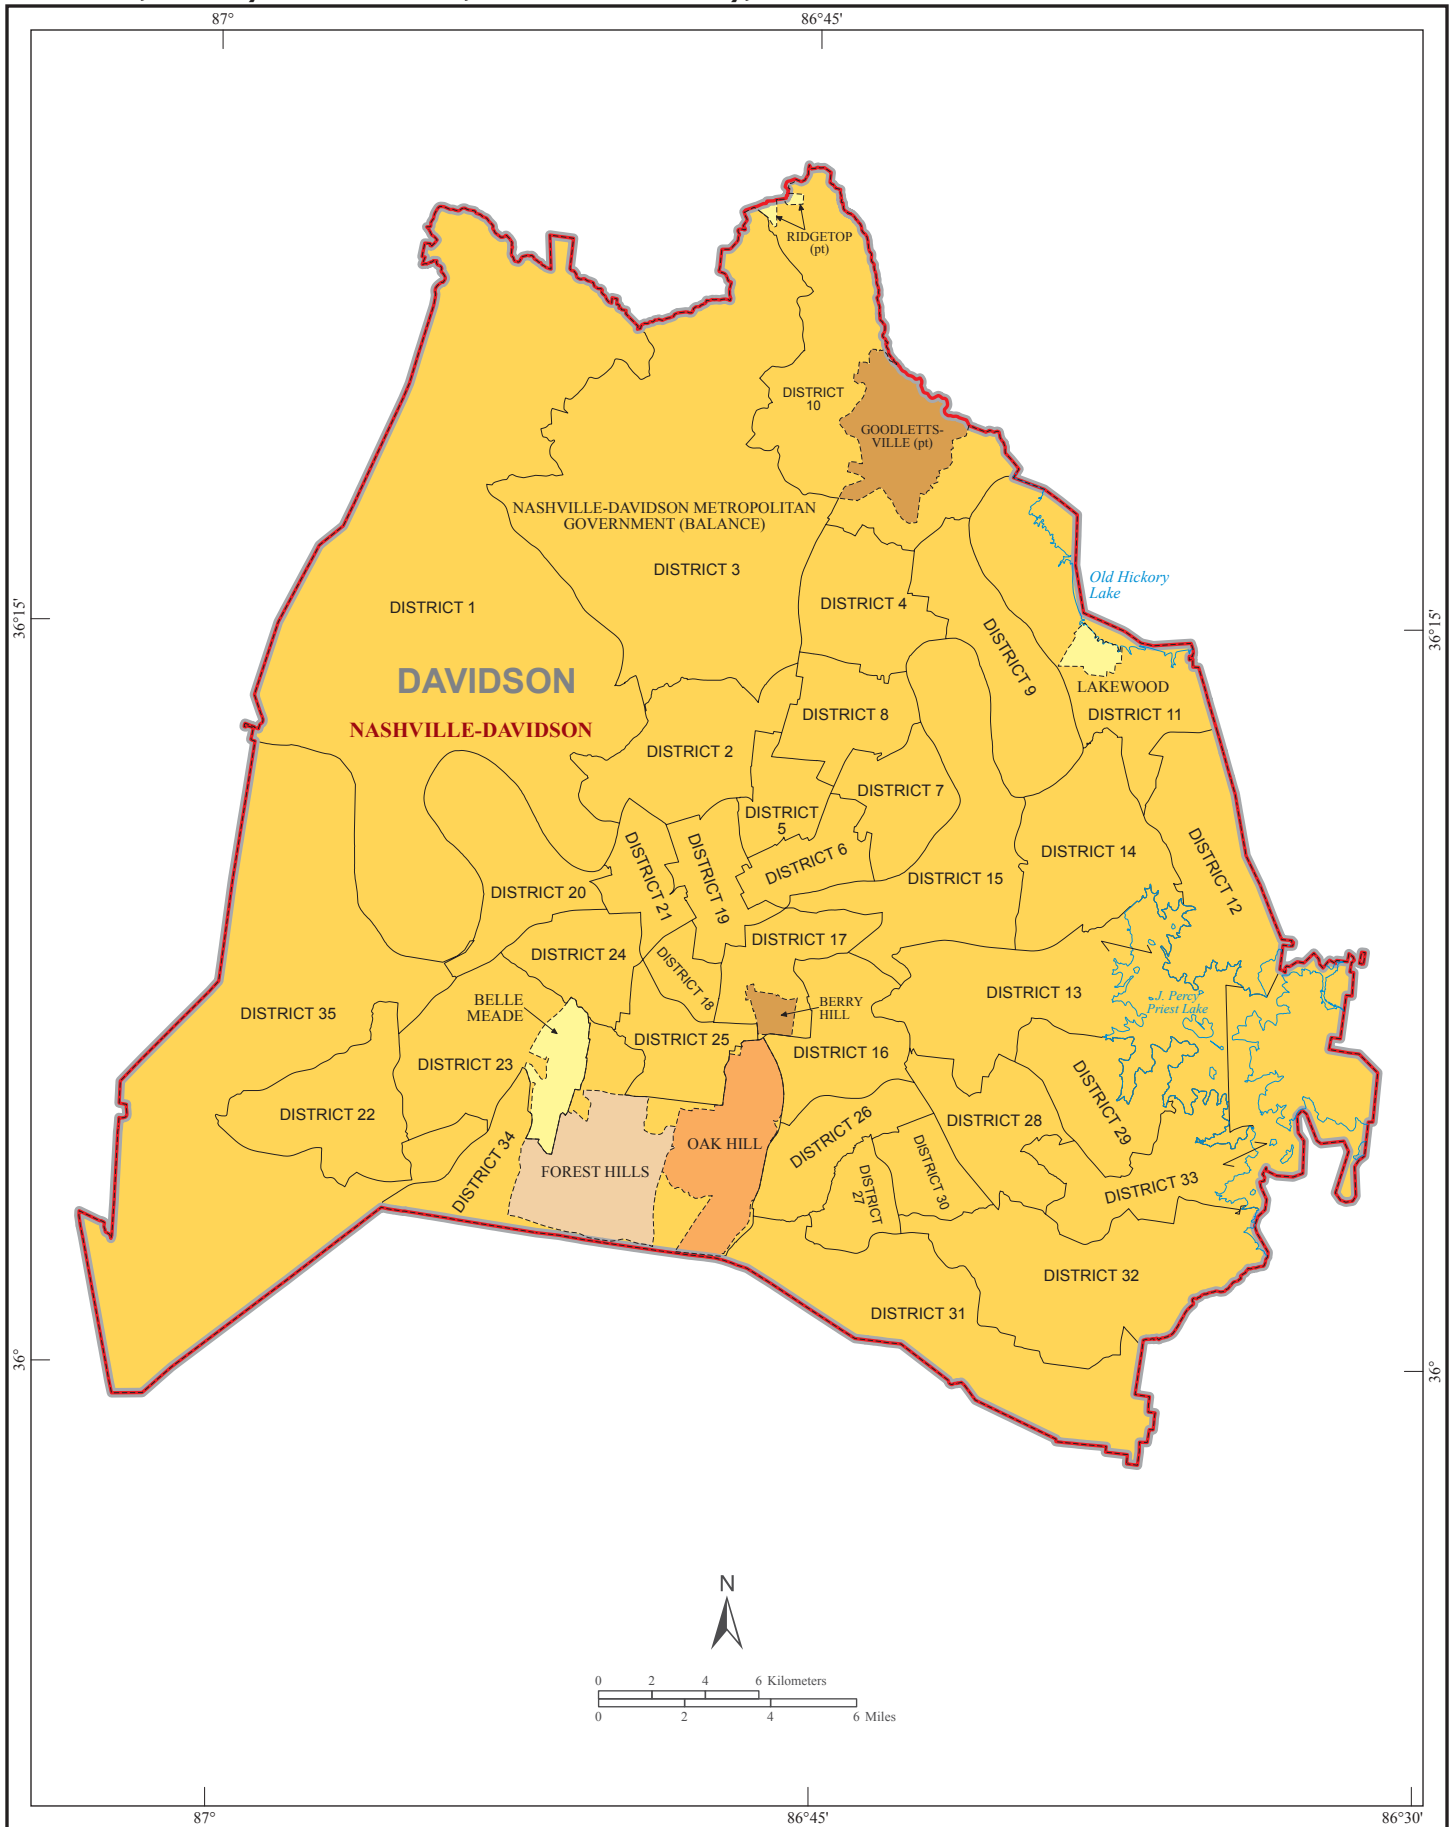 87°
86°45'
RIDGETOP
(pt)
DISTRICT
10
GOODLETTS-
VILLE (pt)
NASHVILLE-DAVIDSON METROPOLITAN
GOVERNMENT (BALANCE)
DISTRICT 3
Old Hickory
Lake
DISTRICT 1
DISTRICT 4
36°15'
36°15'
DISTRICT 9
DAVIDSON
LAKEWOOD
NASHVILLE-DAVIDSON
DISTRICT 8
DISTRICT 11
DISTRICT 2
DISTRICT 7
DISTRICT
5
DISTRICT 6
DISTRICT 14
DISTRICT 12
DISTRICT 20
DISTRICT 21
DISTRICT 19
DISTRICT 15
DISTRICT 17
DISTRICT 24
DISTRICT 18
DISTRICT 13
J. Percy
Priest Lake
BELLE
MEADE
BERRY
HILL
DISTRICT 35
DISTRICT 25
DISTRICT 16
DISTRICT 23
DISTRICT 22
DISTRICT 26
DISTRICT 28
DISTRICT 29
DISTRICT 34
FOREST HILLS
OAK HILL
DISTRICT
27
DISTRICT 30
DISTRICT 33
DISTRICT 32
DISTRICT 31
36°
36°
N
0 2 4 6 Kilometers
0 2 4 6 Miles
87°
86°45'
86°30'